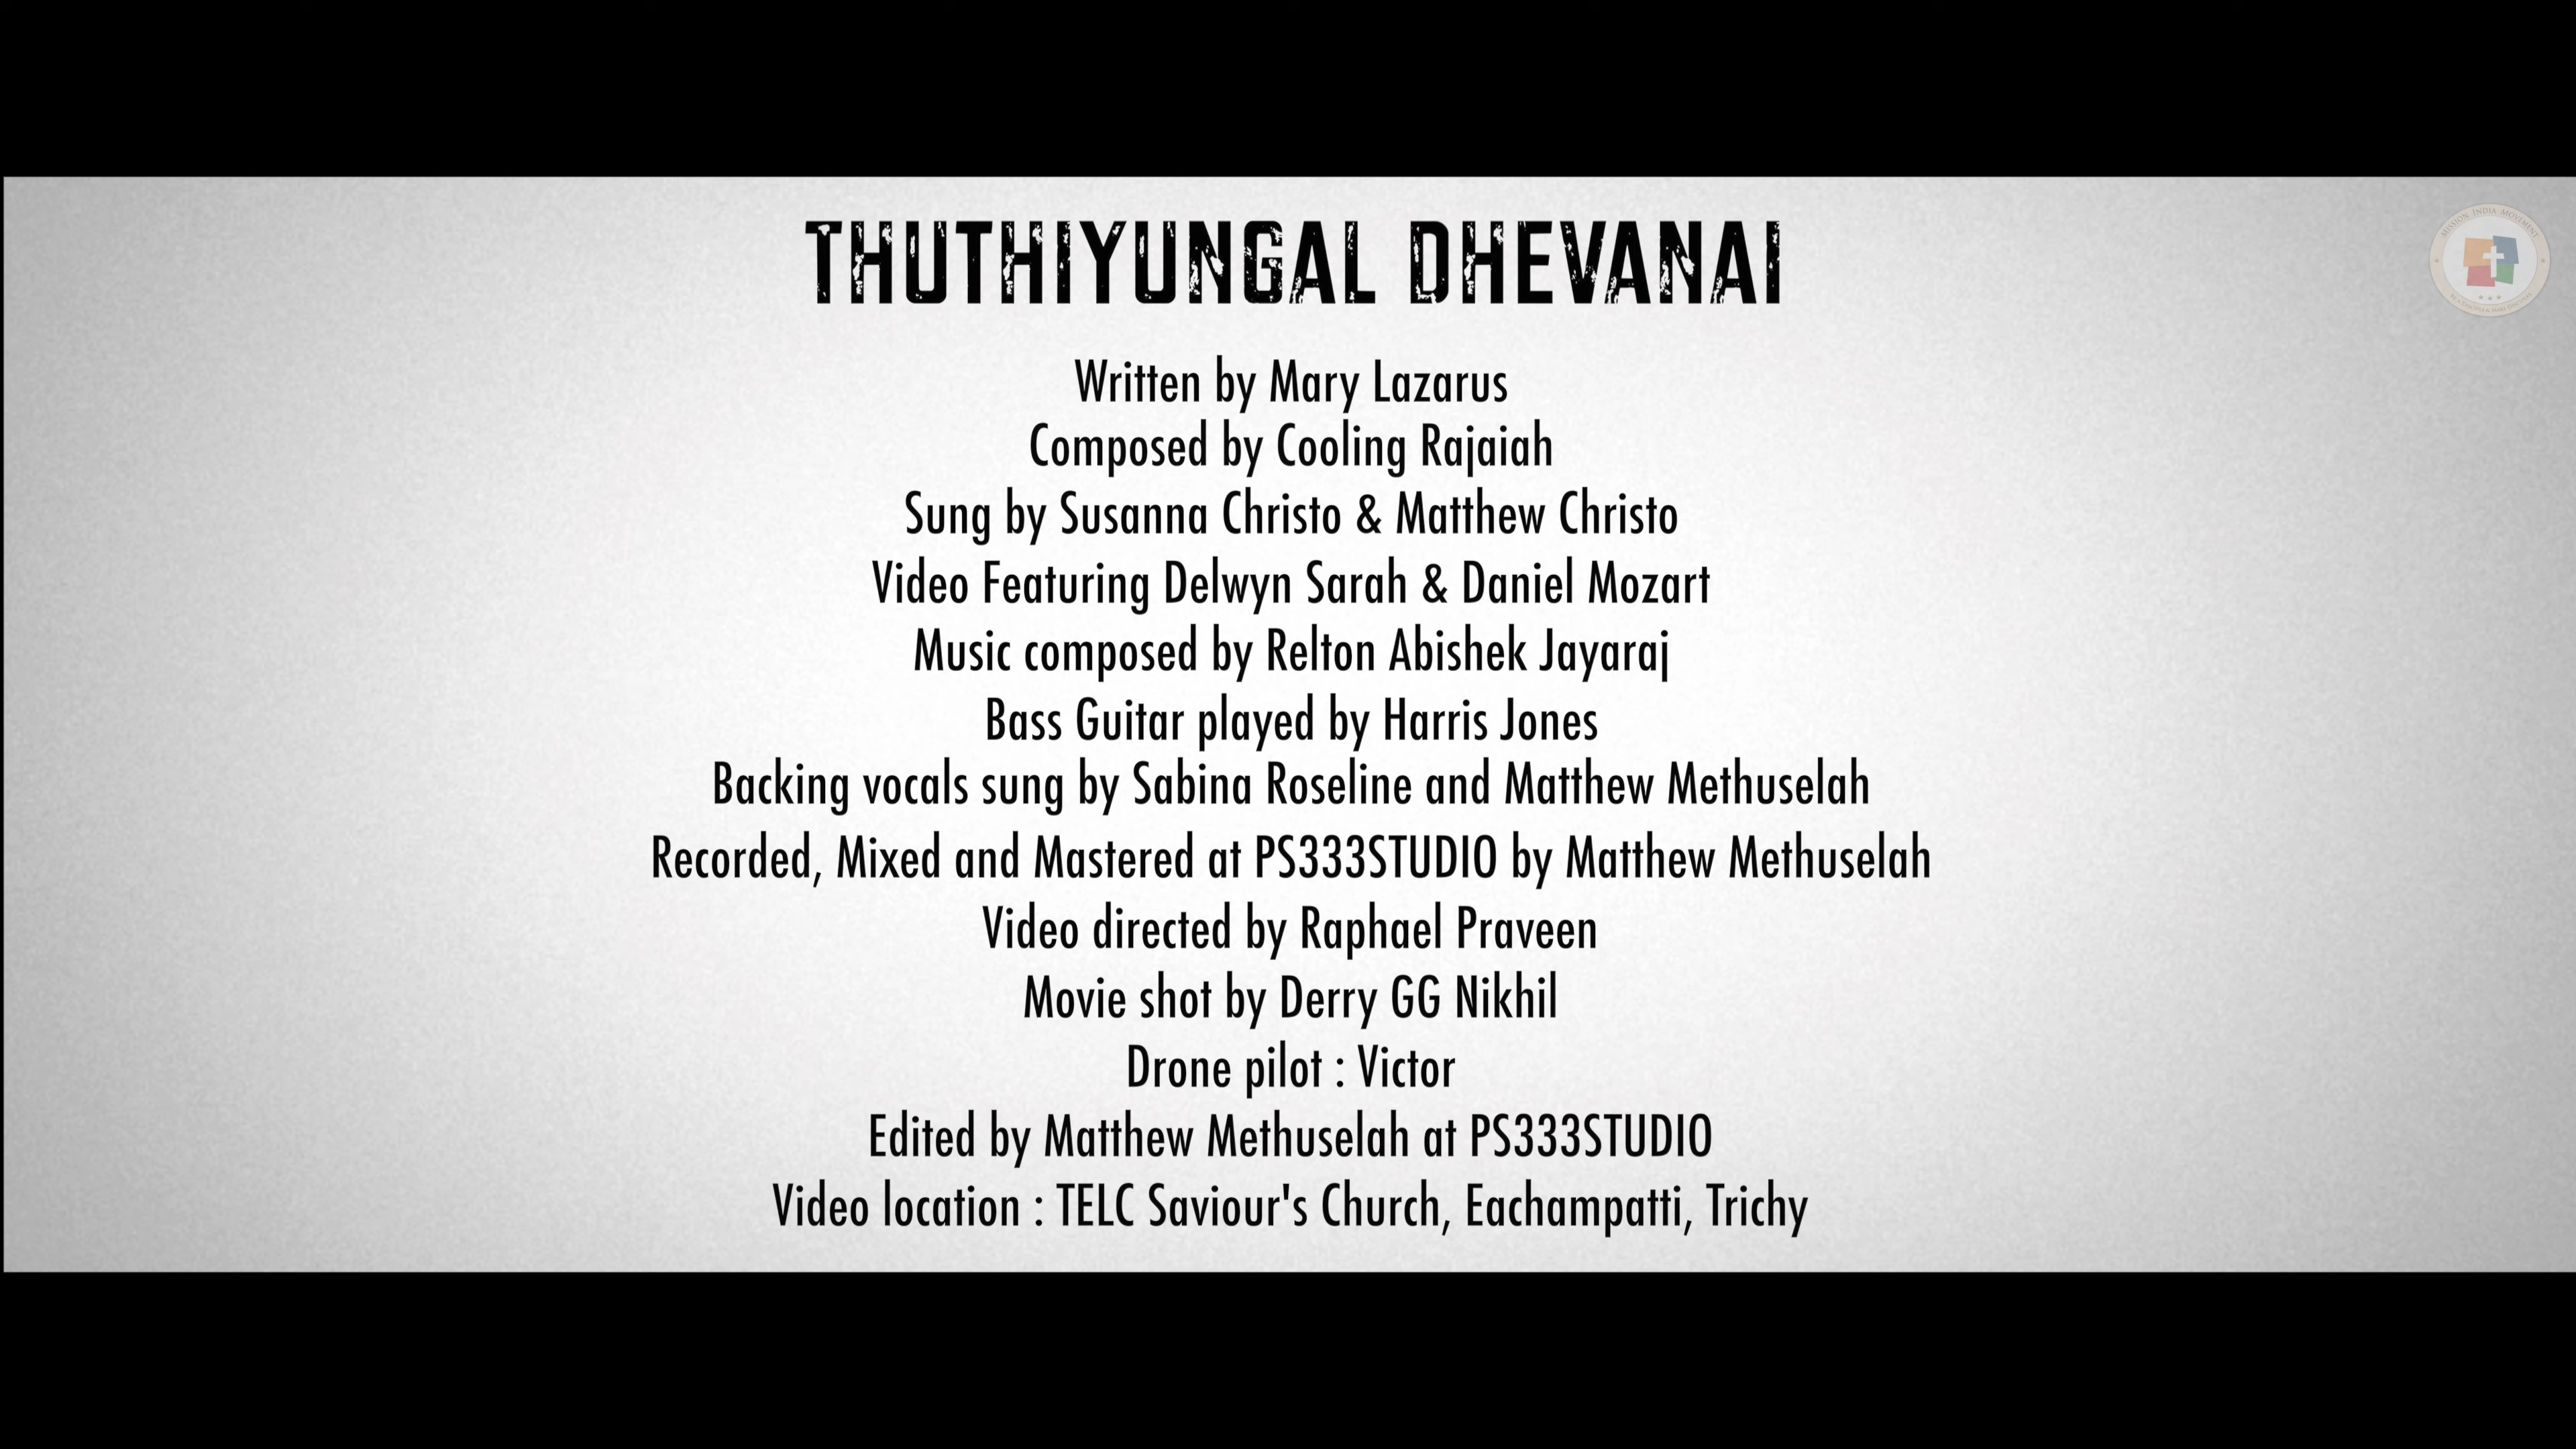 THUTHIYUNGAL DHEVANAI
MISSION INDIA MOVEMENT
Written by Mary Lazarus
Composed by Cooling Rajaiah
Sung by Susanna Christo & Matthew Christo
Video Featuring Delwyn Sarah & Daniel Mozart
Music composed by Relton Abishek Jayaraj
Bass Guitar played by Harris Jones
Backing vocals sung by Sabina Roseline and Matthew Methuselah
Recorded, Mixed and Mastered at PS333STUDIO by Matthew Methuselah
Video directed by Raphael Praveen
Movie shot by Derry GG Nikhil
Drone pilot : Victor
Edited by Matthew Methuselah at PS333STUDIO
Video location : TELC Saviour's Church, Eachampatti, Trichy